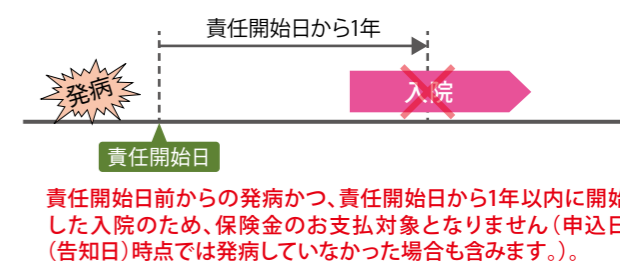 責任開始日から1年
発病
入院
責任開始日
責任開始日前からの発病かつ、責任開始日から1年以内に開始
した入院のため、保険金のお支払対象となりません（申込日
（告知日）時点では発病していなかった場合も含みます。）。